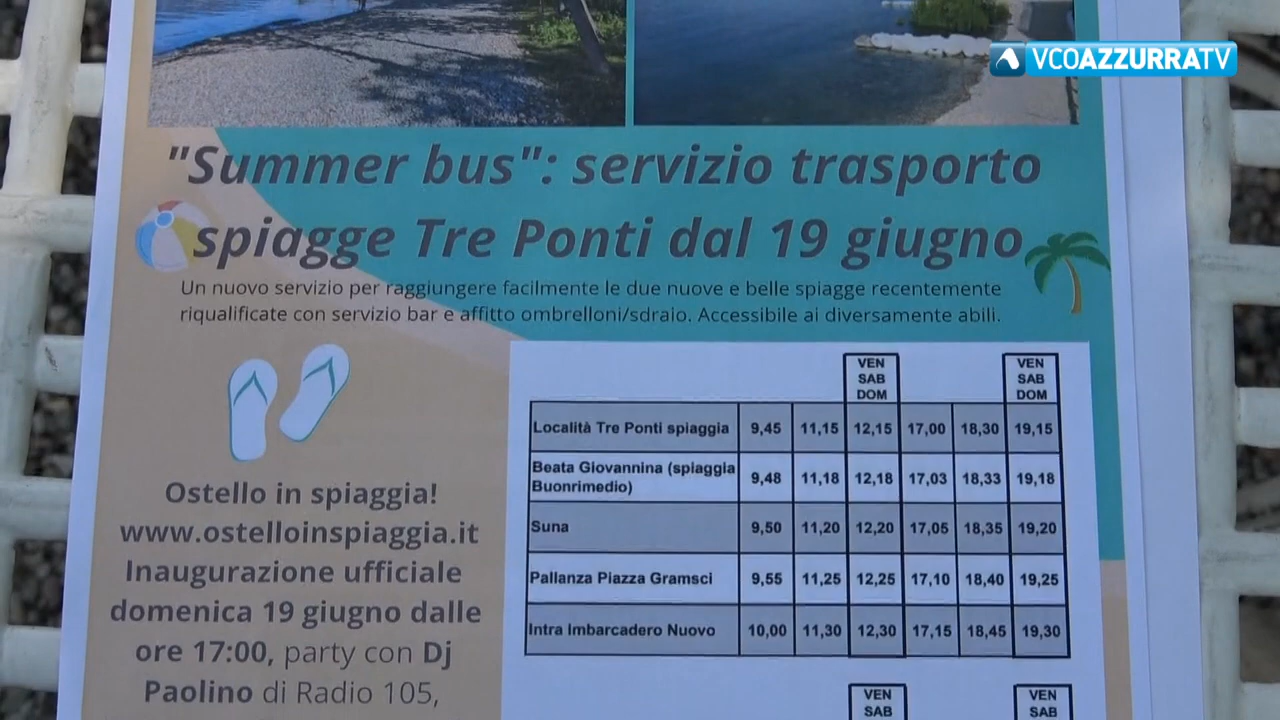 VCOAZZURRATV
"Summer bus": servizio trasporto
spiagge Tre Ponti dal 19 giugno
Un nuovo servizio per raggiungere facilmente le due nuove e belle spiagge recentemente
riqualificate con servizio bar e affitto ombrelloni/sdraio. Accessibile ai diversamente abili.
Ostello in spiaggia!
www.ostelloinspiaggia.it
Inaugurazione ufficiale
domenica 19 giugno dalle
ore 17:00, party con Dj
Paolino di Radio 105,
VEN VEN
SAB SAB
DOM DOM
Località Tre Ponti spiaggia 9,45 11,15 12,15 17,00 18,30 19,15
Beata Giovannina (spiaggia
Buonrimedio) 9,48 11,18 12,18 17,03 18,33 19,18
Suna 9,50 11,20 12,20 17,05 18,35 19,20
Pallanza Piazza Gramsci 9,55 11,25 12,25 17,10 18,40 19,25
Intra Imbarcadero Nuovo 10,00 11,30 12,30 17,15 18,45 19,30
VEN VEN
SAB SAB